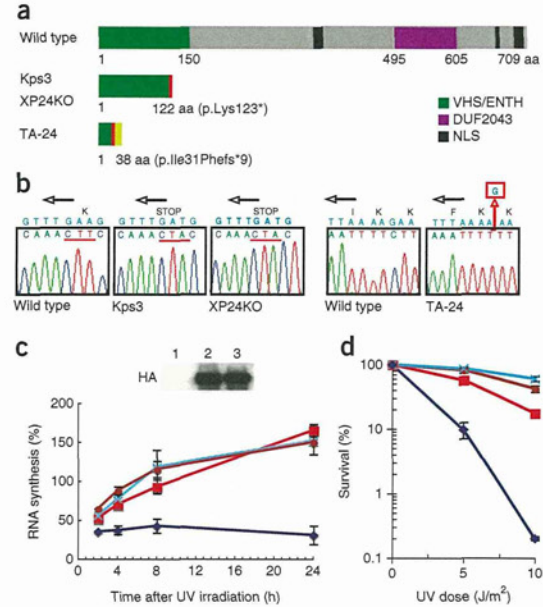 a
Wild type
1 150 495 605 709 aa
Kps3
XP24KO
1 122 aa (p.Lys123*)
TA-24
1 38 aa (p.Ile31Phefs*9)
VHS/ENTH
DUF2043
NLS
b
K STOP STOP I K K F K K G
G T T T G A A G G T T T G A T G G T T T G A T G T T A A A A G A A T T T A A A A A A
C A A A C T T C C A A A C T A C C A A A C T A C A A T T T T C T T A A A T T T T T T
Wild type Kps3 XP24KO Wild type TA-24
c
1 2 3
HA
RNA synthesis (%)
200
150
100
50
0
0 4 8 12 16 20 24
Time after UV irradiation (h)
d
Survival (%)
100
10
1
0.1
0 5 10
UV dose (J/m²)